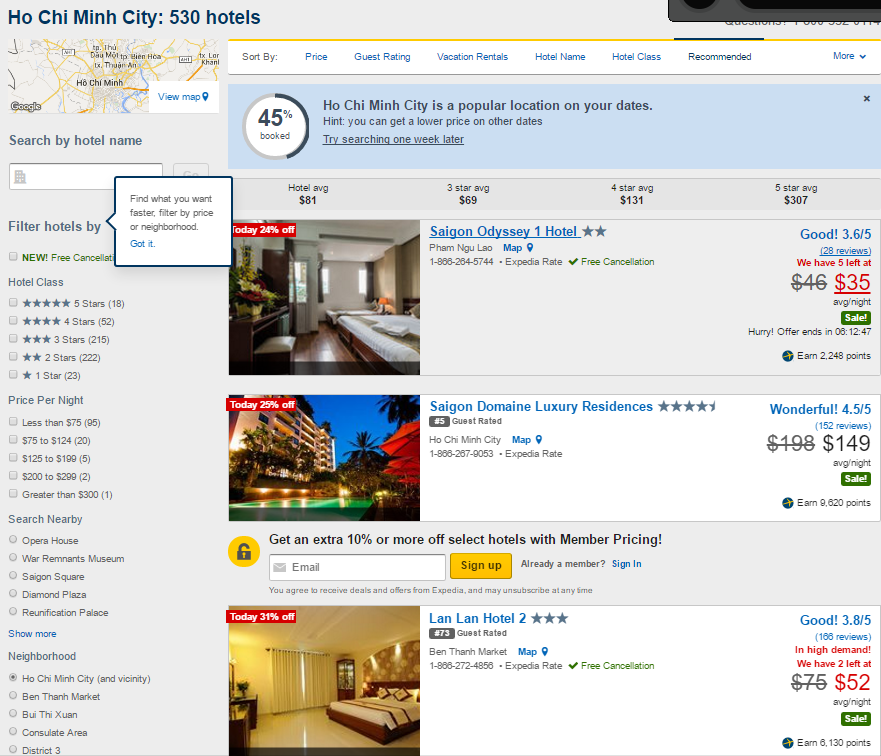 Ho Chi Minh City: 530 hotels
tp. Thủ
Dầu Một
tp. Biên Hòa
tx. Thuận An
AH1
AH1
Hồ Chí Minh
Google
View map
Search by hotel name
Go
Find what you want
faster, filter by price
or neighborhood.
Got it.
Filter hotels by
NEW! Free Cancellati
Hotel Class
5 Stars (18)
4 Stars (52)
3 Stars (215)
2 Stars (222)
1 Star (23)
Price Per Night
Less than $75 (95)
$75 to $124 (20)
$125 to $199 (5)
$200 to $299 (2)
Greater than $300 (1)
Search Nearby
Opera House
War Remnants Museum
Saigon Square
Diamond Plaza
Reunification Palace
Show more
Neighborhood
Ho Chi Minh City (and vicinity)
Ben Thanh Market
Bui Thi Xuan
Consulate Area
District 3
Sort By: Price Guest Rating Vacation Rentals Hotel Name Hotel Class Recommended More
45%
booked
Ho Chi Minh City is a popular location on your dates.
Hint: you can get a lower price on other dates
Try searching one week later
×
Hotel avg 3 star avg 4 star avg 5 star avg
$81 $69 $131 $307
Today 24% off
Saigon Odyssey 1 Hotel
Pham Ngu Lao Map
1-866-264-5744 • Expedia Rate Free Cancellation
Good! 3.6/5
(28 reviews)
We have 5 left at
$46 $35
avg/night
Sale!
Hurry! Offer ends in 06:12:47
Earn 2,248 points
Today 25% off
Saigon Domaine Luxury Residences
#5 Guest Rated
Ho Chi Minh City Map
1-866-267-9053 • Expedia Rate
Wonderful! 4.5/5
(152 reviews)
$198 $149
avg/night
Sale!
Earn 9,620 points
Get an extra 10% or more off select hotels with Member Pricing!
Email
Sign up
Already a member? Sign In
You agree to receive deals and offers from Expedia, and may unsubscribe at any time
Today 31% off
Lan Lan Hotel 2
#73 Guest Rated
Ben Thanh Market Map
1-866-272-4856 • Expedia Rate Free Cancellation
Good! 3.8/5
(166 reviews)
In high demand!
We have 2 left at
$75 $52
avg/night
Sale!
Earn 6,130 points